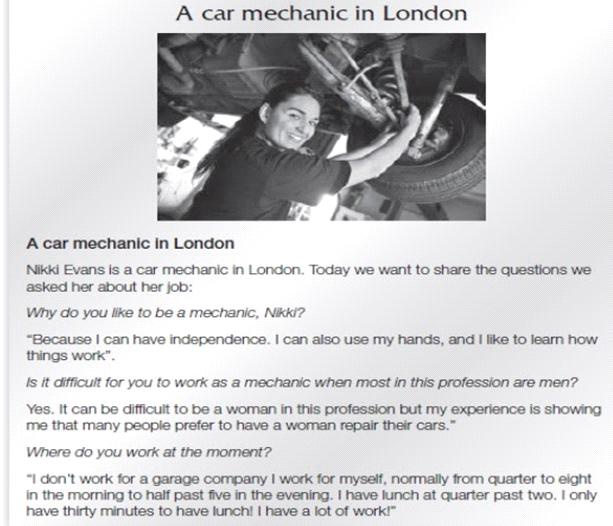 A car mechanic in London
A car mechanic in London
Nikki Evans is a car mechanic in London. Today we want to share the questions we
asked her about her job:
Why do you like to be a mechanic, Nikki?
“Because I can have independence. I can also use my hands, and I like to learn how
things work”.
Is it difficult for you to work as a mechanic when most in this profession are men?
Yes. It can be difficult to be a woman in this profession but my experience is showing
me that many people prefer to have a woman repair their cars.”
Where do you work at the moment?
“I don't work for a garage company I work for myself, normally from quarter to eight
in the morning to half past five in the evening. I have lunch at quarter past two. I only
have thirty minutes to have lunch! I have a lot of work!”